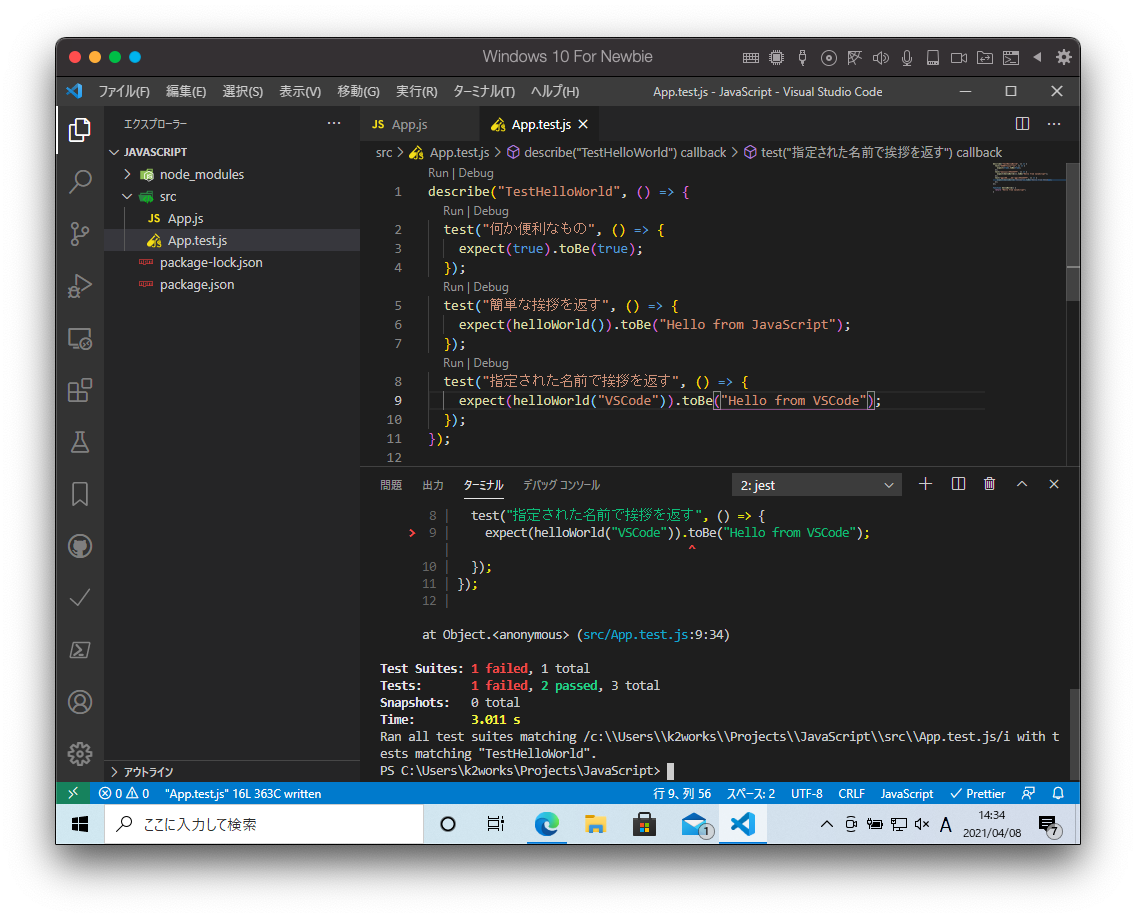 Windows 10 For Newbie
ファイル(F) 編集(E) 選択(S) 表示(V) 移動(G) 実行(R) ターミナル(T) ヘルプ(H) App.test.js - JavaScript - Visual Studio Code
エクスプローラー
JAVASCRIPT
node_modules
src
JS App.js
App.test.js
package-lock.json
package.json
アウトライン
JS App.js App.test.js
src > App.test.js > describe("TestHelloWorld") callback > test("指定された名前で挨拶を返す") callback
Run | Debug
1 describe("TestHelloWorld", () => {
Run | Debug
2 test("何か便利なもの", () => {
3 expect(true).toBe(true);
4 });
Run | Debug
5 test("簡単な挨拶を返す", () => {
6 expect(helloWorld()).toBe("Hello from JavaScript");
7 });
Run | Debug
8 test("指定された名前で挨拶を返す", () => {
9 expect(helloWorld("VSCode")).toBe("Hello from VSCode");
10 });
11 });
12
問題 出力 ターミナル デバッグ コンソール 2: jest
8 | test("指定された名前で挨拶を返す", () => {
> 9 | expect(helloWorld("VSCode")).toBe("Hello from VSCode");
| ^
10 | });
11 | });
12 |
at Object.<anonymous> (src/App.test.js:9:34)
Test Suites: 1 failed, 1 total
Tests: 1 failed, 2 passed, 3 total
Snapshots: 0 total
Time: 3.011 s
Ran all test suites matching /c:\\Users\\k2works\\Projects\\JavaScript\\src\\App.test.js/i with t
ests matching "TestHelloWorld".
PS C:\Users\k2works\Projects\JavaScript>
0 0 "App.test.js" 16L 363C written 行 9、列 56 スペース: 2 UTF-8 CRLF JavaScript Prettier
ここに入力して検索 1 A 14:34
2021/04/08 7